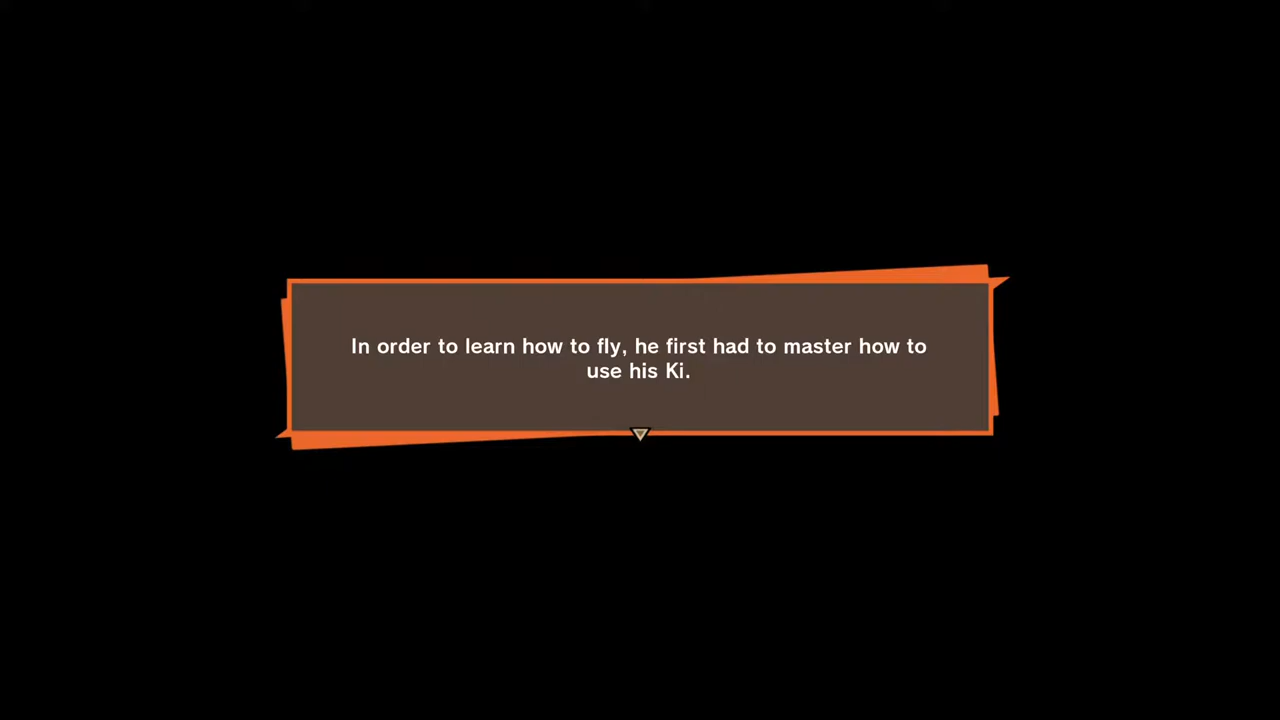 In order to learn how to fly, he first had to master how to
use his Ki.